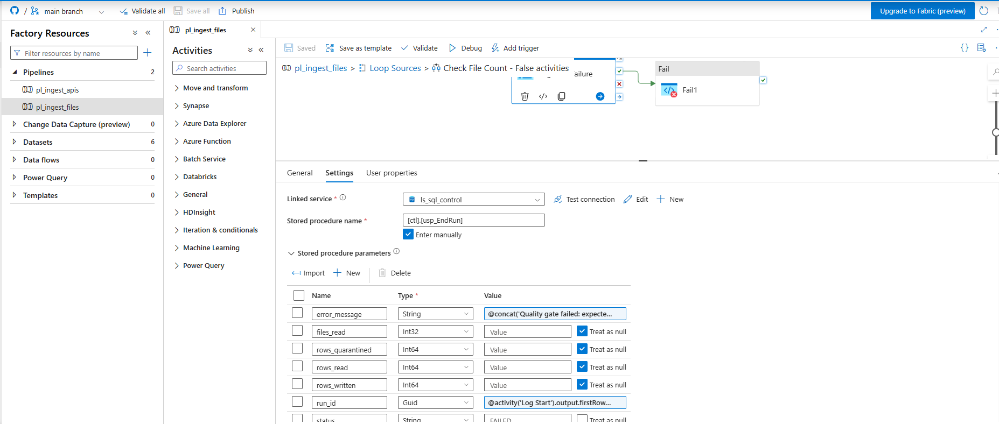 / main branch Validate all Save all Publish Upgrade to Fabric (preview)
Factory Resources
Filter resources by name
Pipelines 2
pl_ingest_apis
pl_ingest_files
Change Data Capture (preview) 0
Datasets 6
Data flows 0
Power Query 0
Templates 0
pl_ingest_files
Activities
Search activities
Move and transform
Synapse
Azure Data Explorer
Azure Function
Batch Service
Databricks
General
HDInsight
Iteration & conditionals
Machine Learning
Power Query
Saved Save as template Validate Debug Add trigger
pl_ingest_files > Loop Sources > Check File Count - False activities
ailure
Fail
Fail1
General Settings User properties
Linked service * ls_sql_control Test connection Edit New
Stored procedure name * [ctl].[usp_EndRun]
Enter manually
Stored procedure parameters
Import New Delete
Name Type * Value
error_message String @concat('Quality gate failed: expecte...
files_read Int32 Value Treat as null
rows_quarantined Int64 Value Treat as null
rows_read Int64 Value Treat as null
rows_written Int64 Value Treat as null
run_id Guid @activity('Log Start').output.firstRow...
status String FAILED Treat as null